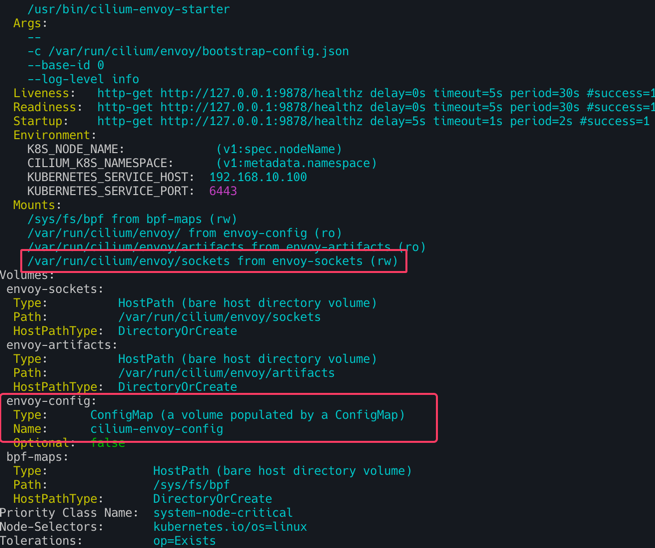 /usr/bin/cilium-envoy-starter
Args:
--
-c /var/run/cilium/envoy/bootstrap-config.json
--base-id 0
--log-level info
Liveness: http-get http://127.0.0.1:9878/healthz delay=0s timeout=5s period=30s #success=1
Readiness: http-get http://127.0.0.1:9878/healthz delay=0s timeout=5s period=30s #success=1
Startup: http-get http://127.0.0.1:9878/healthz delay=5s timeout=1s period=2s #success=1
Environment:
K8S_NODE_NAME: (v1:spec.nodeName)
CILIUM_K8S_NAMESPACE: (v1:metadata.namespace)
KUBERNETES_SERVICE_HOST: 192.168.10.100
KUBERNETES_SERVICE_PORT: 6443
Mounts:
/sys/fs/bpf from bpf-maps (rw)
/var/run/cilium/envoy/ from envoy-config (ro)
/var/run/cilium/envoy/artifacts from envoy-artifacts (ro)
/var/run/cilium/envoy/sockets from envoy-sockets (rw)
Volumes:
envoy-sockets:
Type: HostPath (bare host directory volume)
Path: /var/run/cilium/envoy/sockets
HostPathType: DirectoryOrCreate
envoy-artifacts:
Type: HostPath (bare host directory volume)
Path: /var/run/cilium/envoy/artifacts
HostPathType: DirectoryOrCreate
envoy-config:
Type: ConfigMap (a volume populated by a ConfigMap)
Name: cilium-envoy-config
Optional: false
bpf-maps:
Type: HostPath (bare host directory volume)
Path: /sys/fs/bpf
HostPathType: DirectoryOrCreate
Priority Class Name: system-node-critical
Node-Selectors: kubernetes.io/os=linux
Tolerations: op=Exists